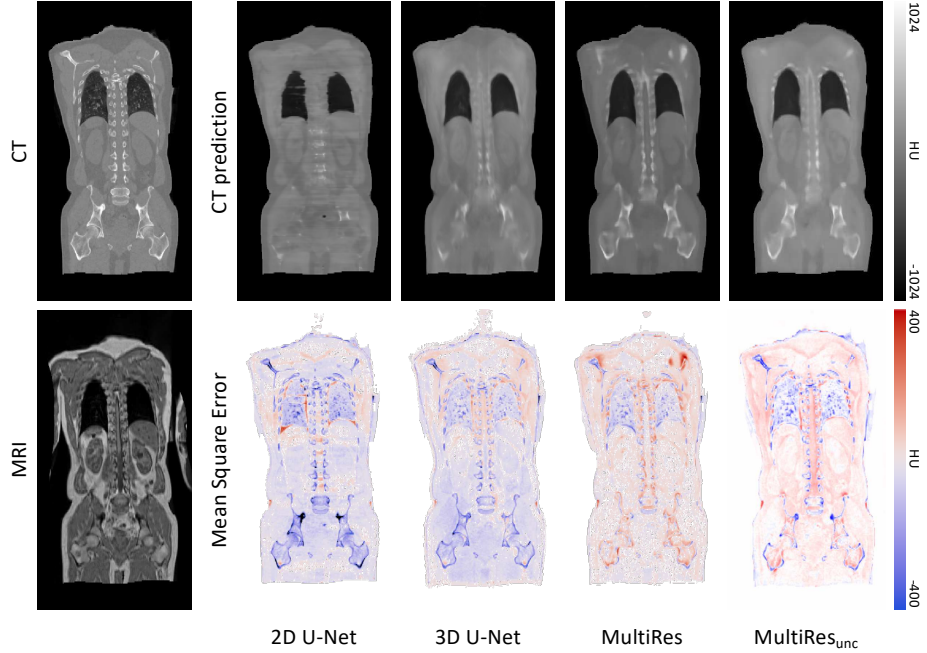 CT
CT prediction
1024
HU
-1024
MRI
Mean Square Error
400
HU
-400
2D U-Net
3D U-Net
MultiRes
MultiRes_unc